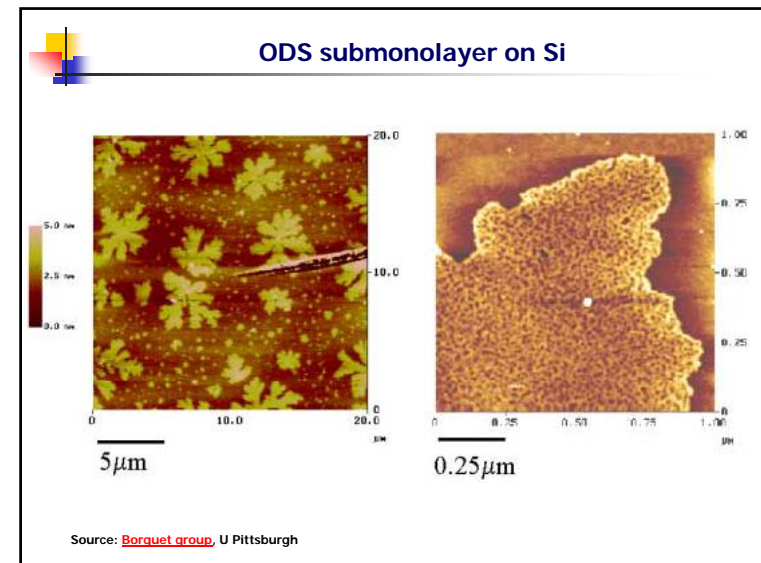 ODS submonolayer on Si
5.0 nm
2.5 nm
0.0 nm
20.0
10.0
0
0
10.0
20.0
μm
5μm
1.00
0.75
0.50
0.25
0
0
0.25
0.50
0.75
1.00
μm
0.25μm
Source: Borguet group, U Pittsburgh